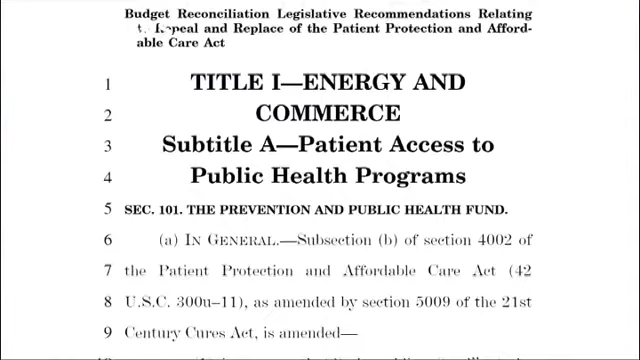 Budget Reconciliation Legislative Recommendations Relating
Repeal and Replace of the Patient Protection and Afford-
able Care Act
1 TITLE I—ENERGY AND
2 COMMERCE
3 Subtitle A—Patient Access to
4 Public Health Programs
5 SEC. 101. THE PREVENTION AND PUBLIC HEALTH FUND.
6 (a) IN GENERAL.—Subsection (b) of section 4002 of
7 the Patient Protection and Affordable Care Act (42
8 U.S.C. 300u–11), as amended by section 5009 of the 21st
9 Century Cures Act, is amended—